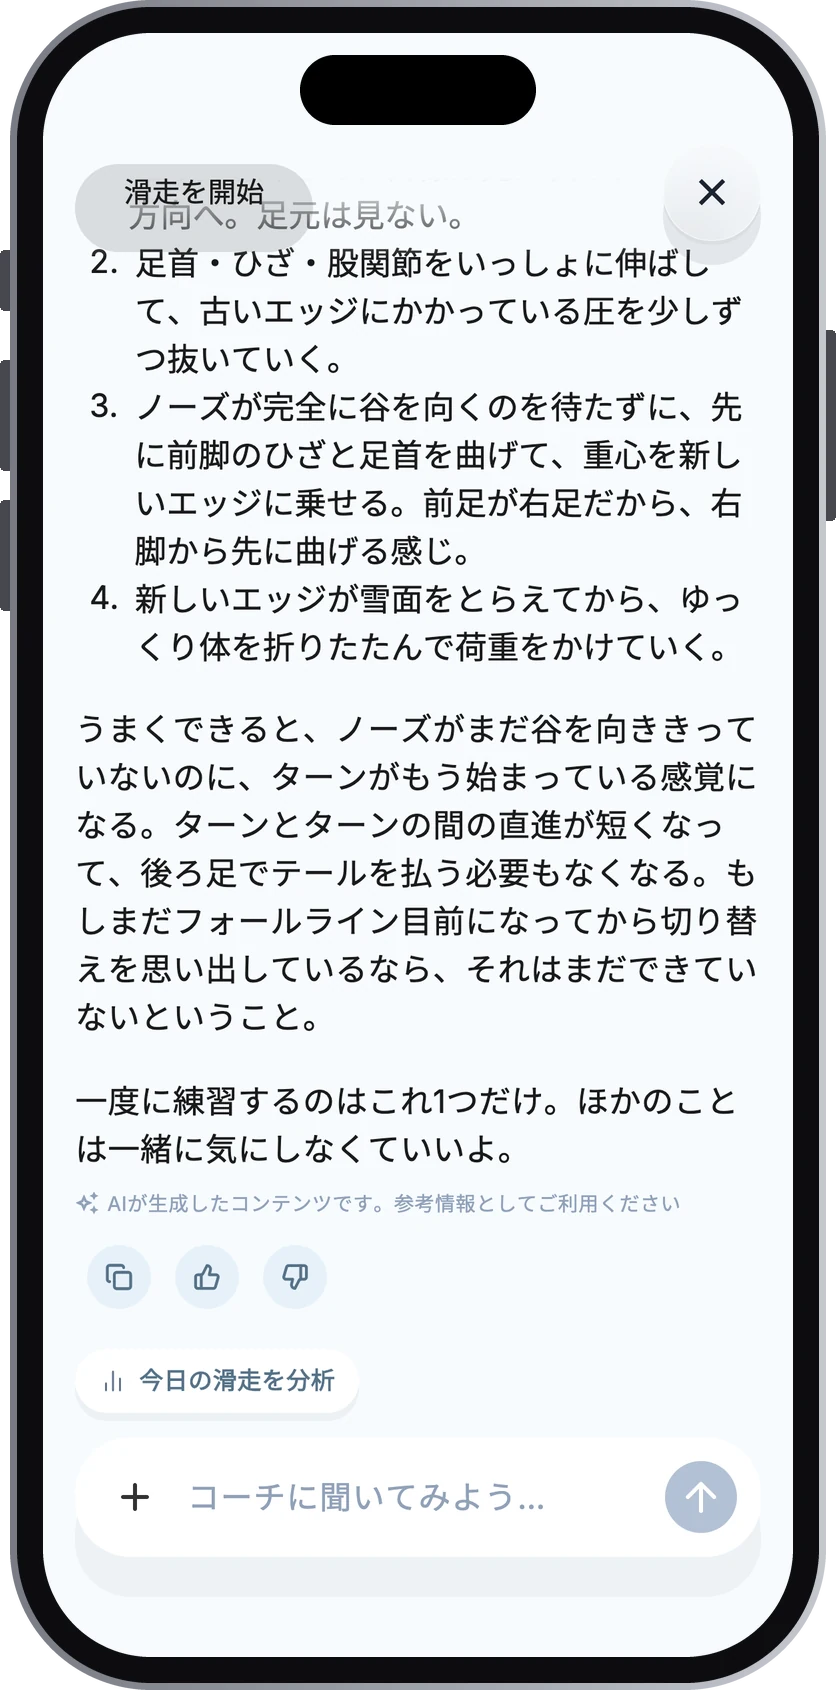 滑走を開始
方向へ。足元は見ない。
2. 足首・ひざ・股関節をいっしょに伸ばし
て、古いエッジにかかっている圧を少しず
つ抜いていく。
3. ノーズが完全に谷を向くのを待たずに、先
に前脚のひざと足首を曲げて、重心を新し
いエッジに乗せる。前足が右足だから、右
脚から先に曲げる感じ。
4. 新しいエッジが雪面をとらえてから、ゆっ
くり体を折りたたんで荷重をかけていく。
うまくできると、ノーズがまだ谷を向ききって
いないのに、ターンがもう始まっている感覚に
なる。ターンとターンの間の直進が短くなっ
て、後ろ足でテールを払う必要もなくなる。も
しまだフォールライン目前になってから切り替
えを思い出しているなら、それはまだできてい
ないということ。
一度に練習するのはこれ1つだけ。ほかのこと
は一緒に気にしなくていいよ。
AIが生成したコンテンツです。参考情報としてご利用ください
今日の滑走を分析
コーチに聞いてみよう...